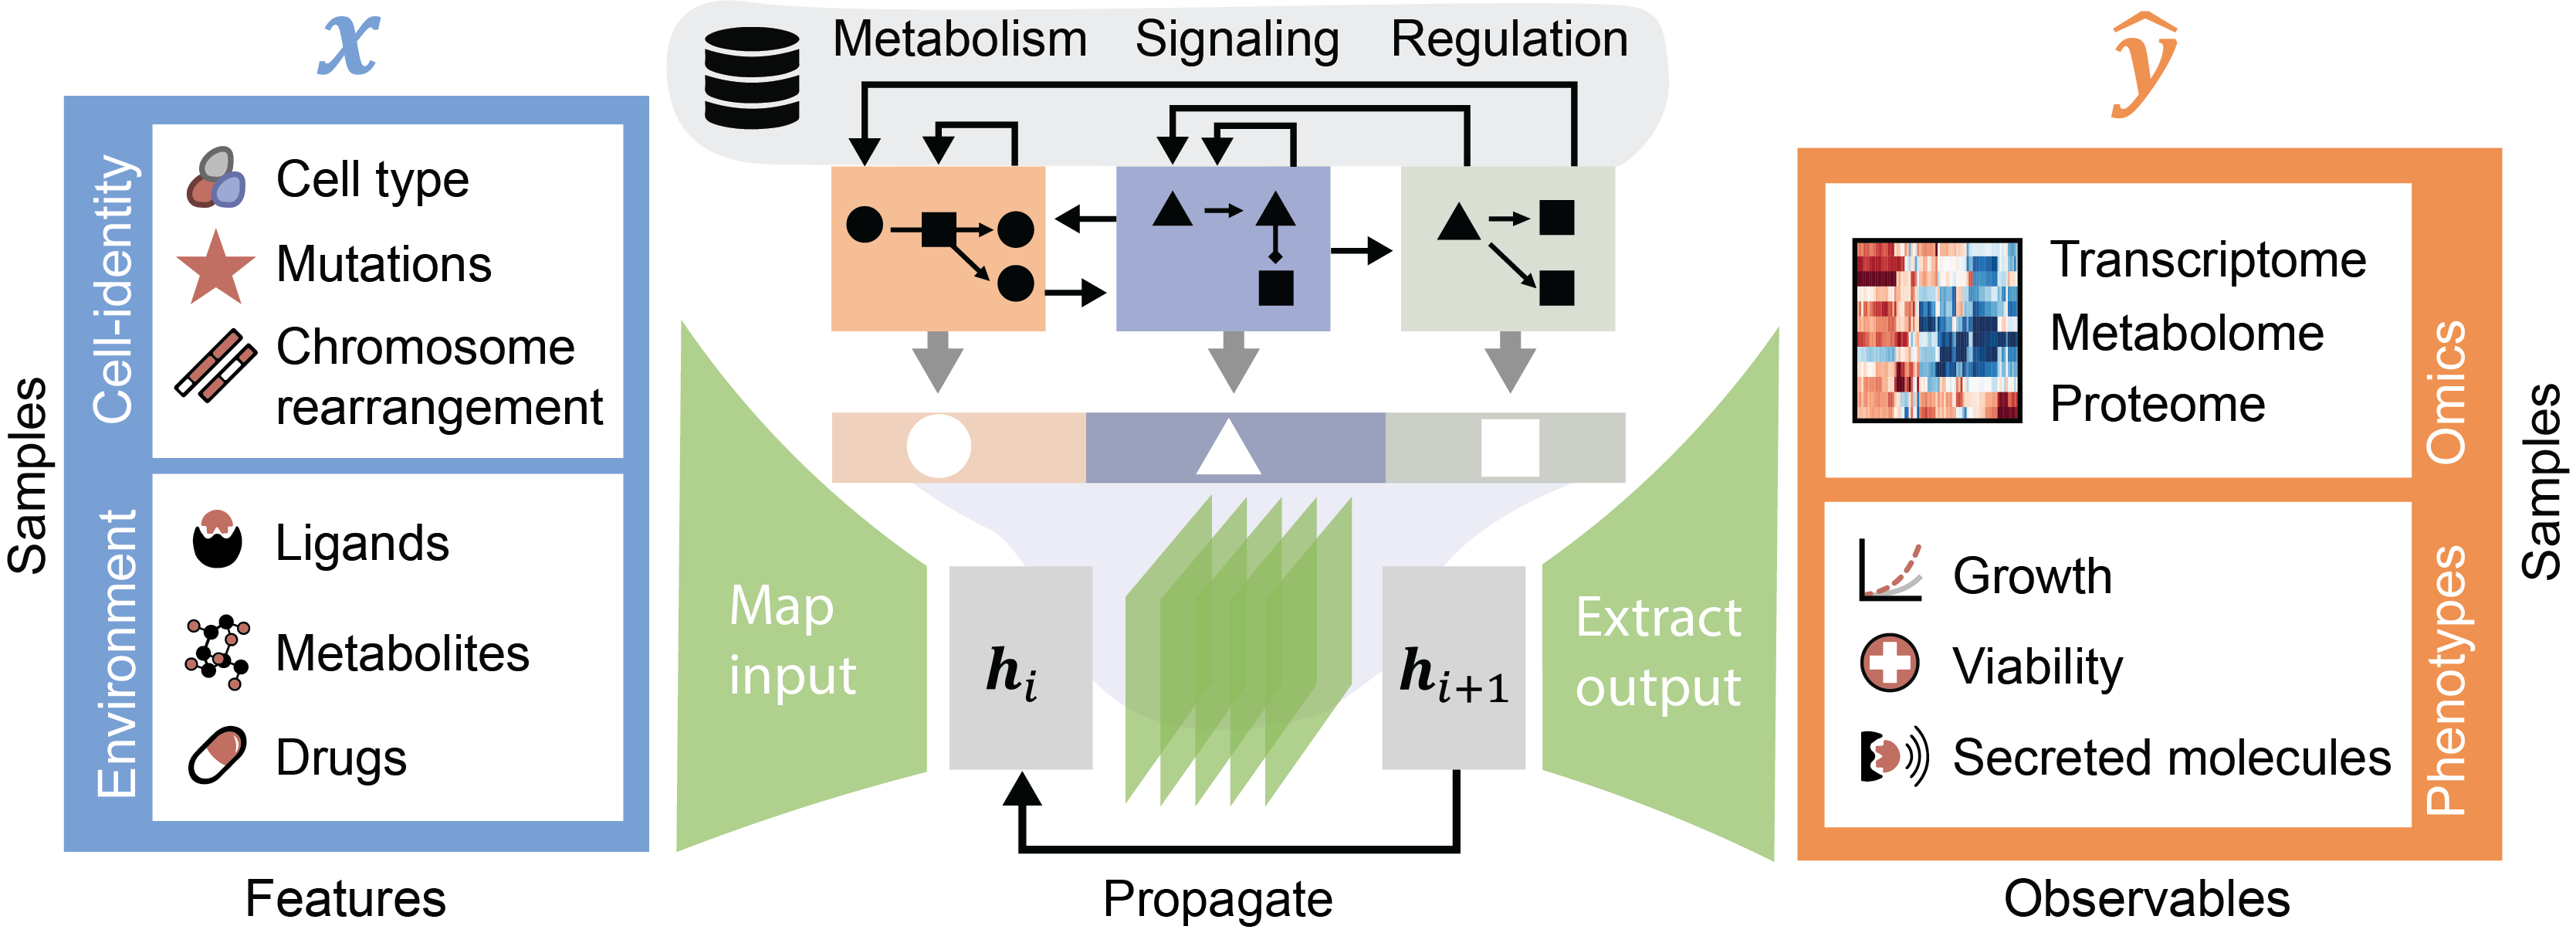 x
Samples
Cell-identity
Cell type
Mutations
Chromosome
rearrangement
Environment
Ligands
Metabolites
Drugs
Features
Metabolism
Signaling
Regulation
Map
input
h_i
h_{i+1}
Extract
output
Propagate
ŷ
Transcriptome
Metabolome
Proteome
Omics
Growth
Viability
Secreted molecules
Phenotypes
Samples
Observables